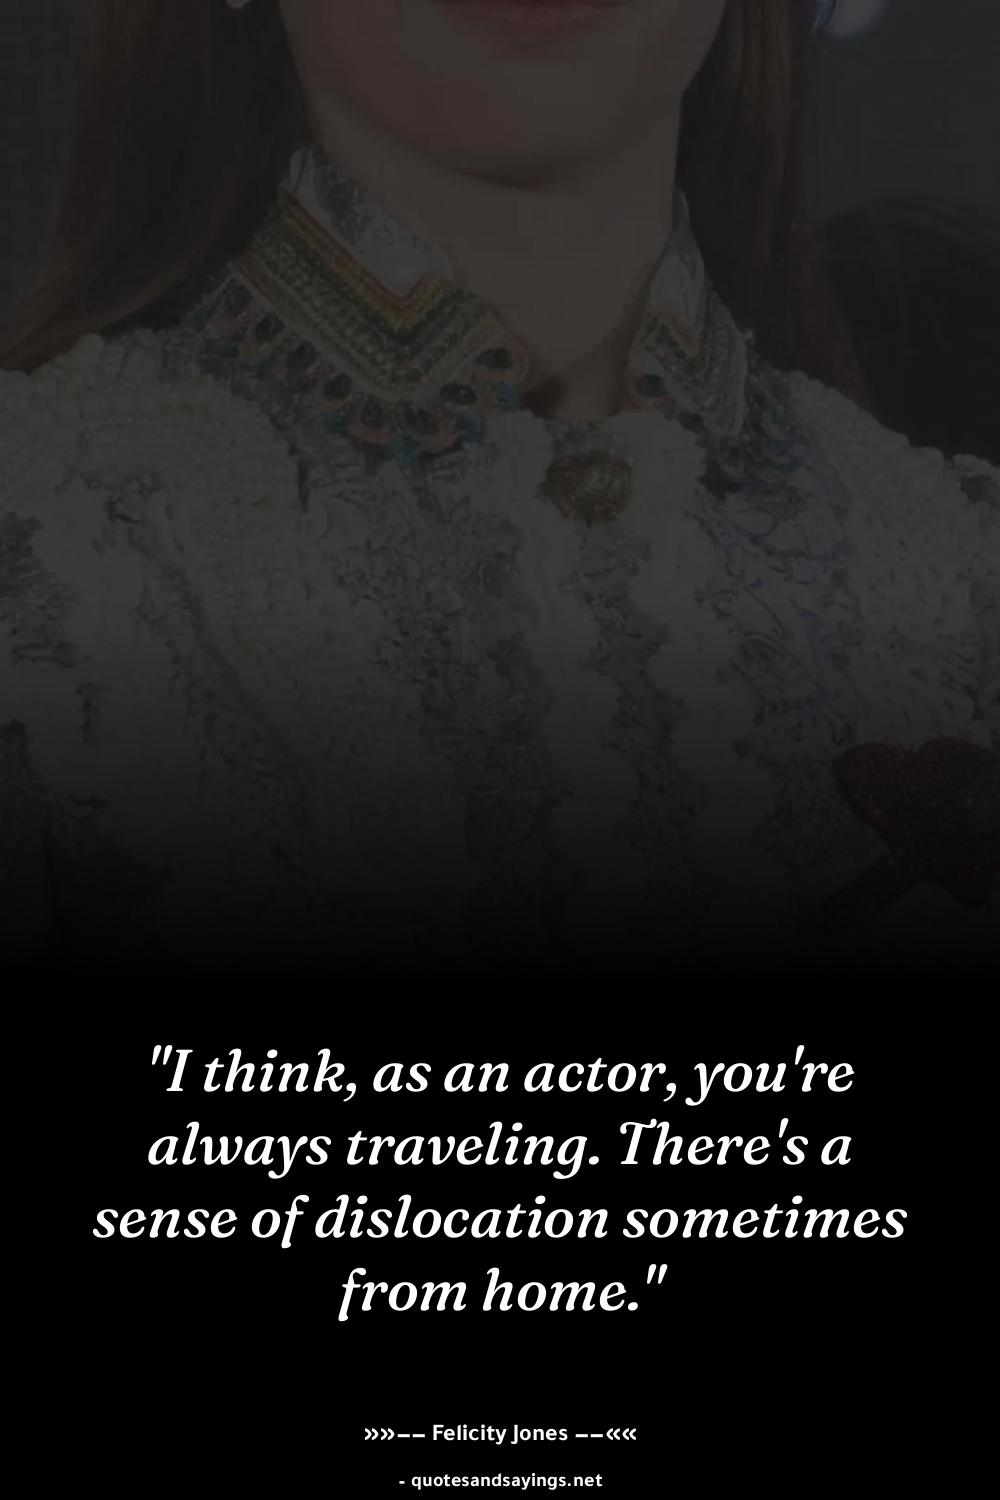 "I think, as an actor, you're
always traveling. There's a
sense of dislocation sometimes
from home."
»»–– Felicity Jones ––««
- quotesandsayings.net